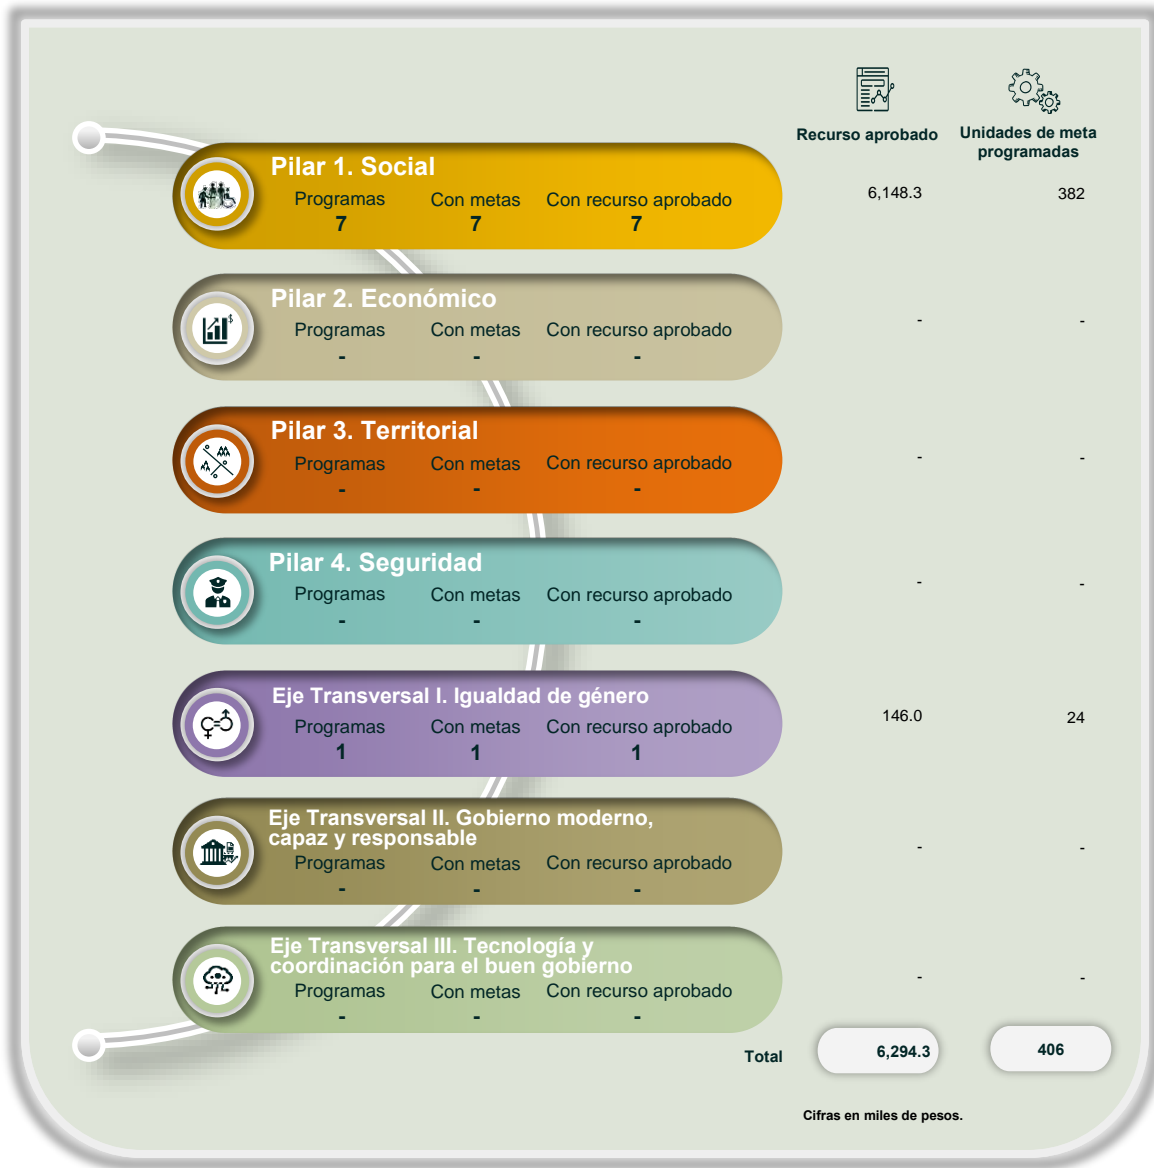 Recurso aprobado
Unidades de meta
programadas
Pilar 1. Social
Programas Con metas Con recurso aprobado
7 7 7
6,148.3 382
Pilar 2. Económico
Programas Con metas Con recurso aprobado
- - -
- -
Pilar 3. Territorial
Programas Con metas Con recurso aprobado
- - -
- -
Pilar 4. Seguridad
Programas Con metas Con recurso aprobado
- - -
- -
Eje Transversal I. Igualdad de género
Programas Con metas Con recurso aprobado
1 1 1
146.0 24
Eje Transversal II. Gobierno moderno,
capaz y responsable
Programas Con metas Con recurso aprobado
- - -
- -
Eje Transversal III. Tecnología y
coordinación para el buen gobierno
Programas Con metas Con recurso aprobado
- - -
- -
Total 6,294.3 406
Cifras en miles de pesos.